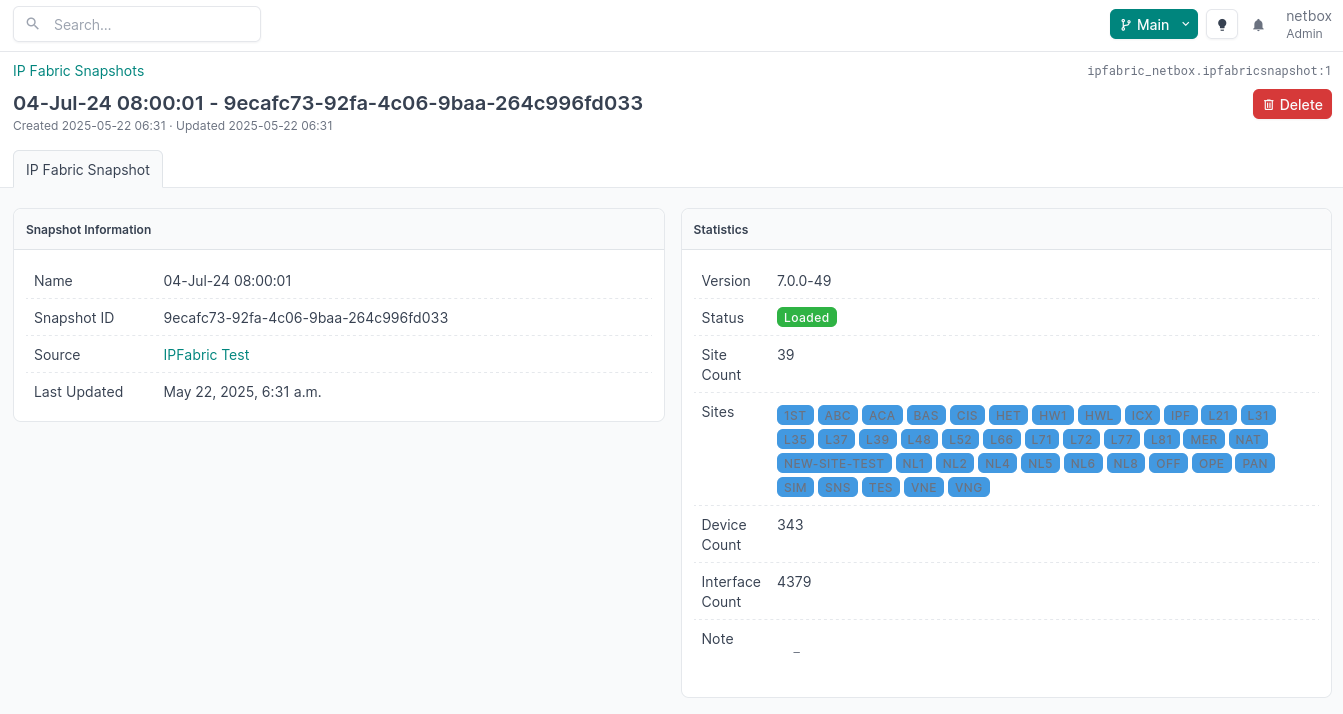 Search...
Main
netbox
Admin
IP Fabric Snapshots
ipfabric_netbox.ipfabricsnapshot:1
04-Jul-24 08:00:01 - 9ecafc73-92fa-4c06-9baa-264c996fd033
Delete
Created 2025-05-22 06:31 · Updated 2025-05-22 06:31
IP Fabric Snapshot
Snapshot Information
Name 04-Jul-24 08:00:01
Snapshot ID 9ecafc73-92fa-4c06-9baa-264c996fd033
Source IPFabric Test
Last Updated May 22, 2025, 6:31 a.m.
Statistics
Version 7.0.0-49
Status Loaded
Site 39
Count
Sites 1ST ABC ACA BAS CIS HET HW1 HWL ICX IPF L21 L31
L35 L37 L39 L48 L52 L66 L71 L72 L77 L81 MER NAT
NEW-SITE-TEST NL1 NL2 NL4 NL5 NL6 NL8 OFF OPE PAN
SIM SNS TES VNE VNG
Device 343
Count
Interface 4379
Count
Note
–